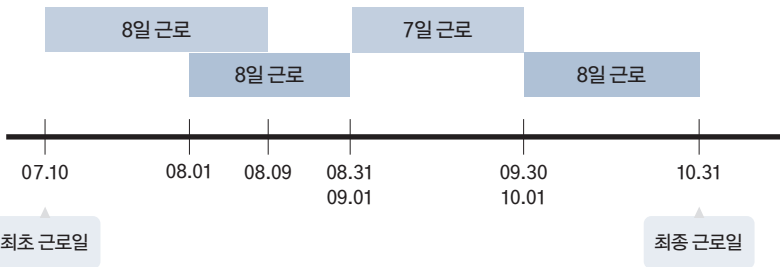 8일 근로
7일 근로
8일 근로
8일 근로
07.10
08.01
08.09
08.31
09.01
09.30
10.01
10.31
최초 근로일
최종 근로일